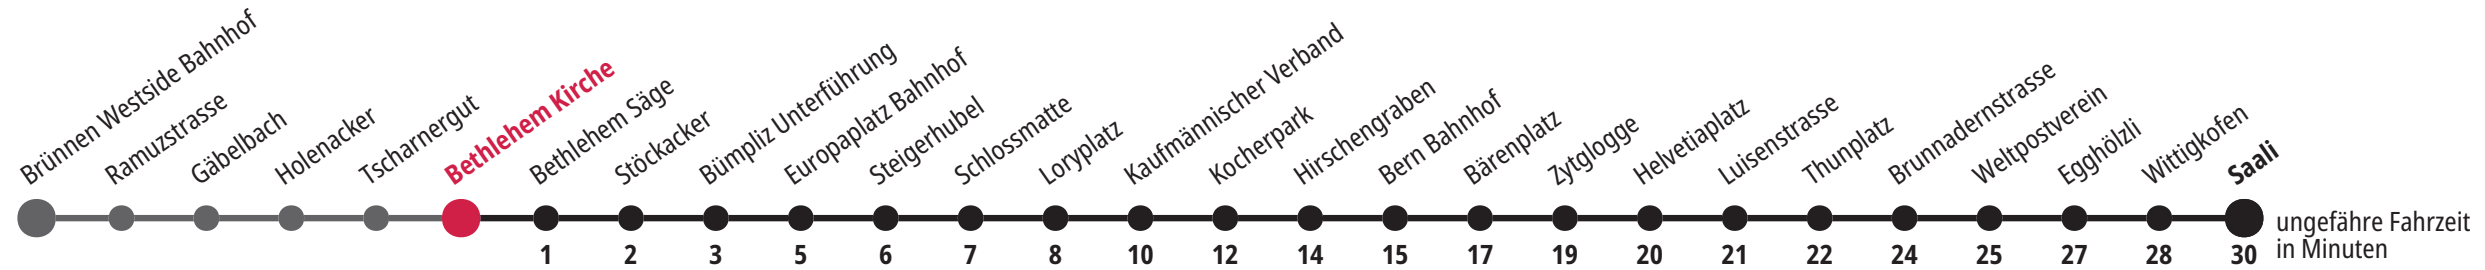 Brünnen Westside Bahnhof
Ramuzstrasse
Gäbelbach
Holenacker
Tscharnergut
Bethlehem Kirche
Bethlehem Säge
Stöckacker
Bümpliz Unterführung
Europaplatz Bahnhof
Steigerhubel
Schlossmatte
Loryplatz
Kaufmännischer Verband
Kocherpark
Hirschengraben
Bern Bahnhof
Bärenplatz
Zytglogge
Helvetiaplatz
Luisenstrasse
Thunplatz
Brunnadernstrasse
Weltpostverein
Egghölzli
Wittigkofen
Saali
1 2 3 5 6 7 8 10 12 14 15 17 19 20 21 22 24 25 27 28 30
ungefähre Fahrzeit
in Minuten